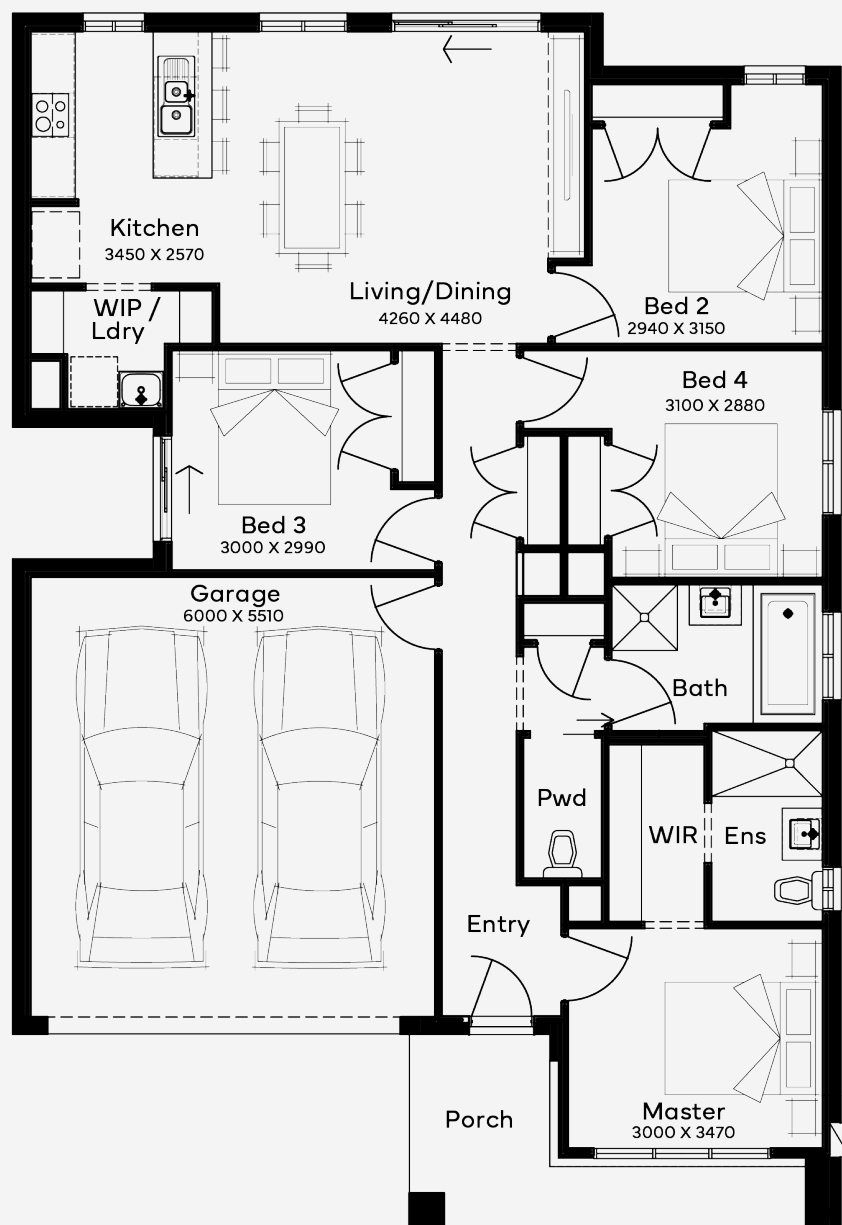 Kitchen
3450 X 2570
WIP /
Ldry
Living/Dining
4260 X 4480
Bed 2
2940 X 3150
Bed 4
3100 X 2880
Bed 3
3000 X 2990
Garage
6000 X 5510
Bath
Pwd
WIR
Ens
Entry
Porch
Master
3000 X 3470